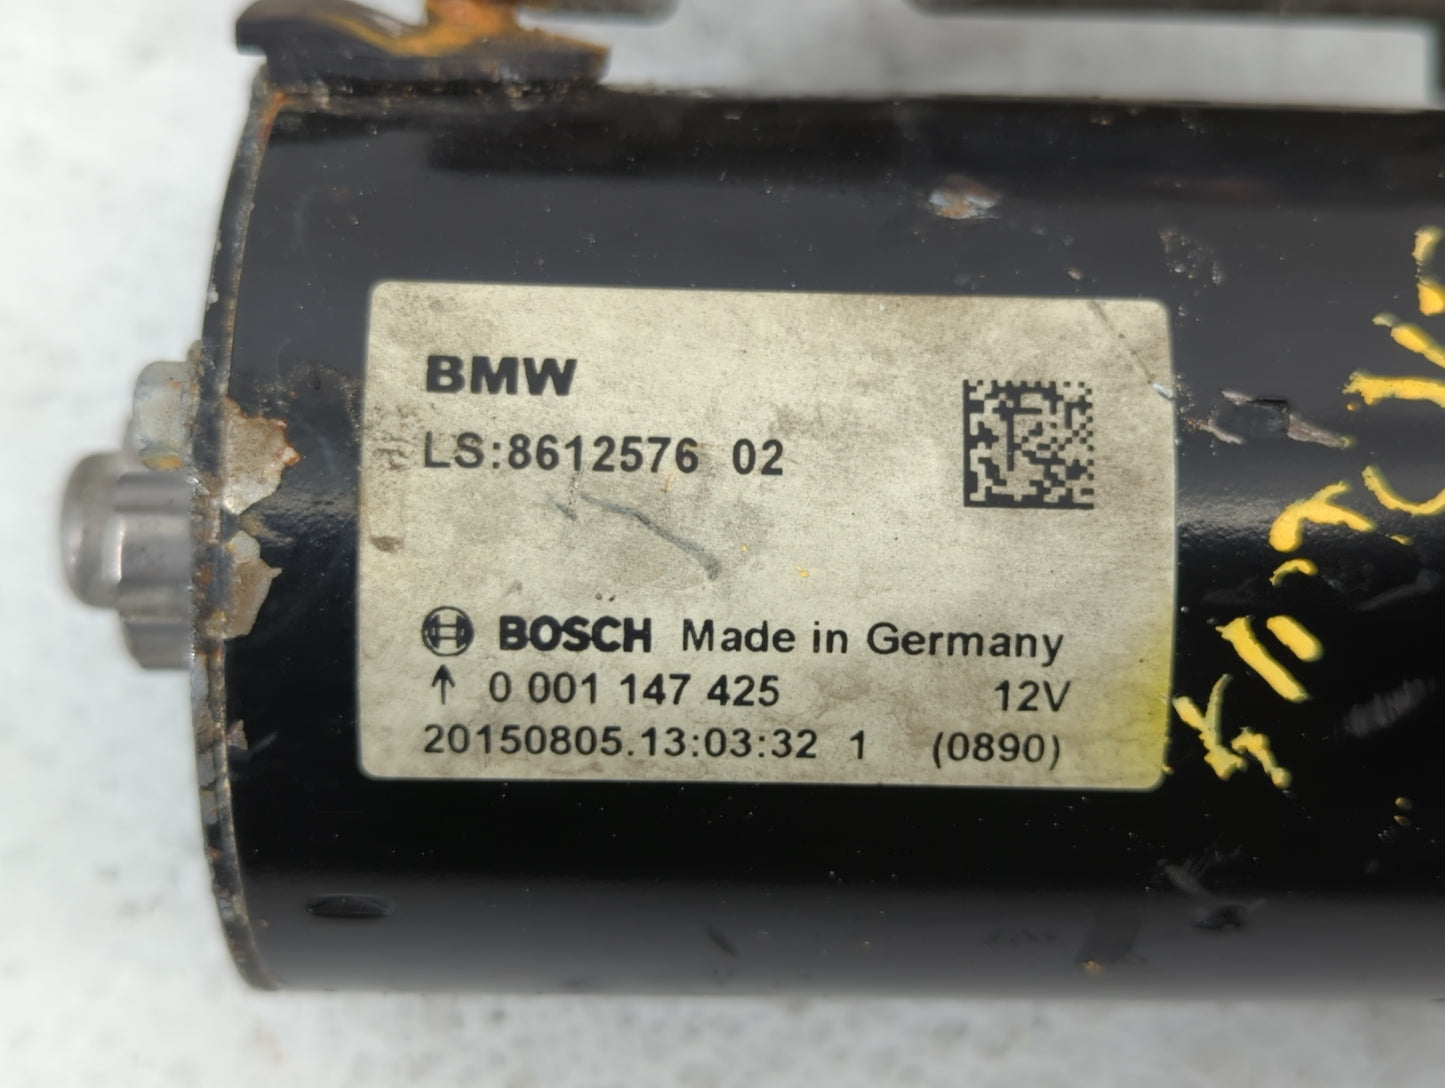 BMW
LS:8612576 02
BOSCH Made in Germany
↑ 0 001 147 425 12V
20150805.13:03:32 1 (0890)